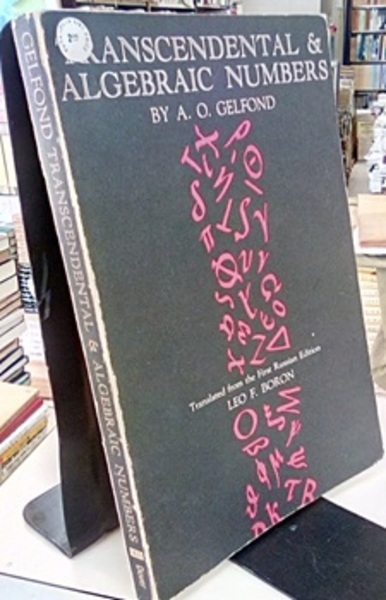 TRANSCENDENTAL &
ALGEBRAIC NUMBERS
BY A. O. GELFOND
Translated from the First Russian Edition
LEO F. BORON
GELFOND TRANSCENDENTAL & ALGEBRAIC NUMBERS
Dover